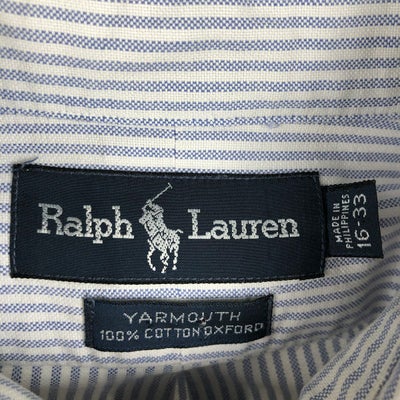 Ralph Lauren
MADE IN
PHILIPPINES
16-33
YARMOUTH
100% COTTON OXFORD